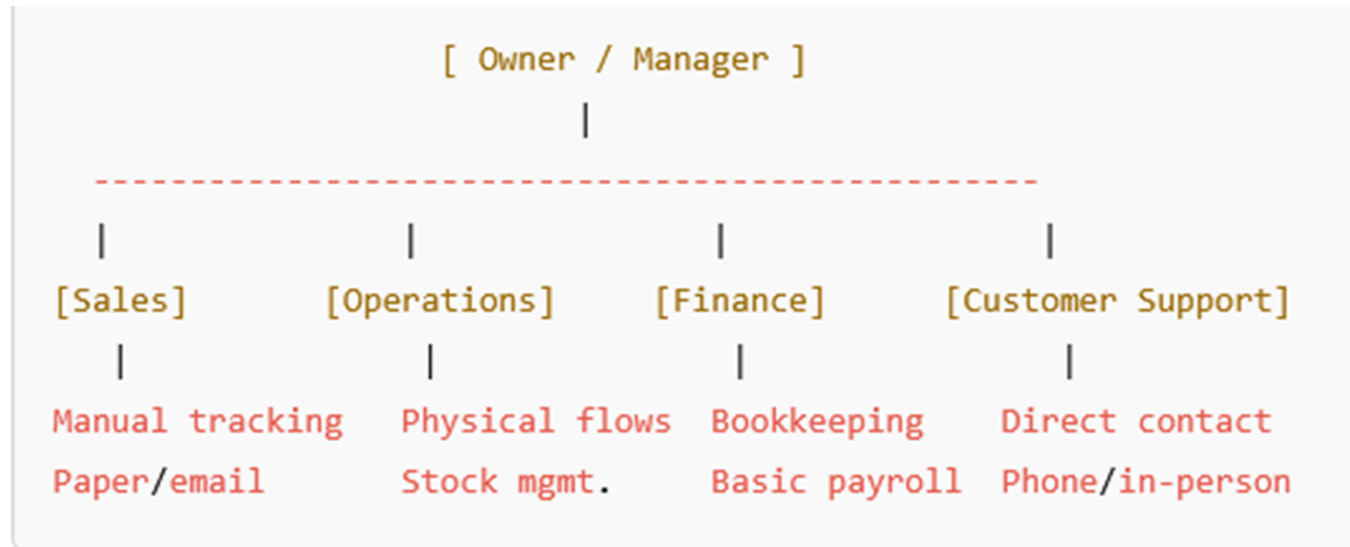 [ Owner / Manager ]
|
-------------------------------------------------
| | | |
[Sales] [Operations] [Finance] [Customer Support]
| | | |
Manual tracking Physical flows Bookkeeping Direct contact
Paper/email Stock mgmt. Basic payroll Phone/in-person